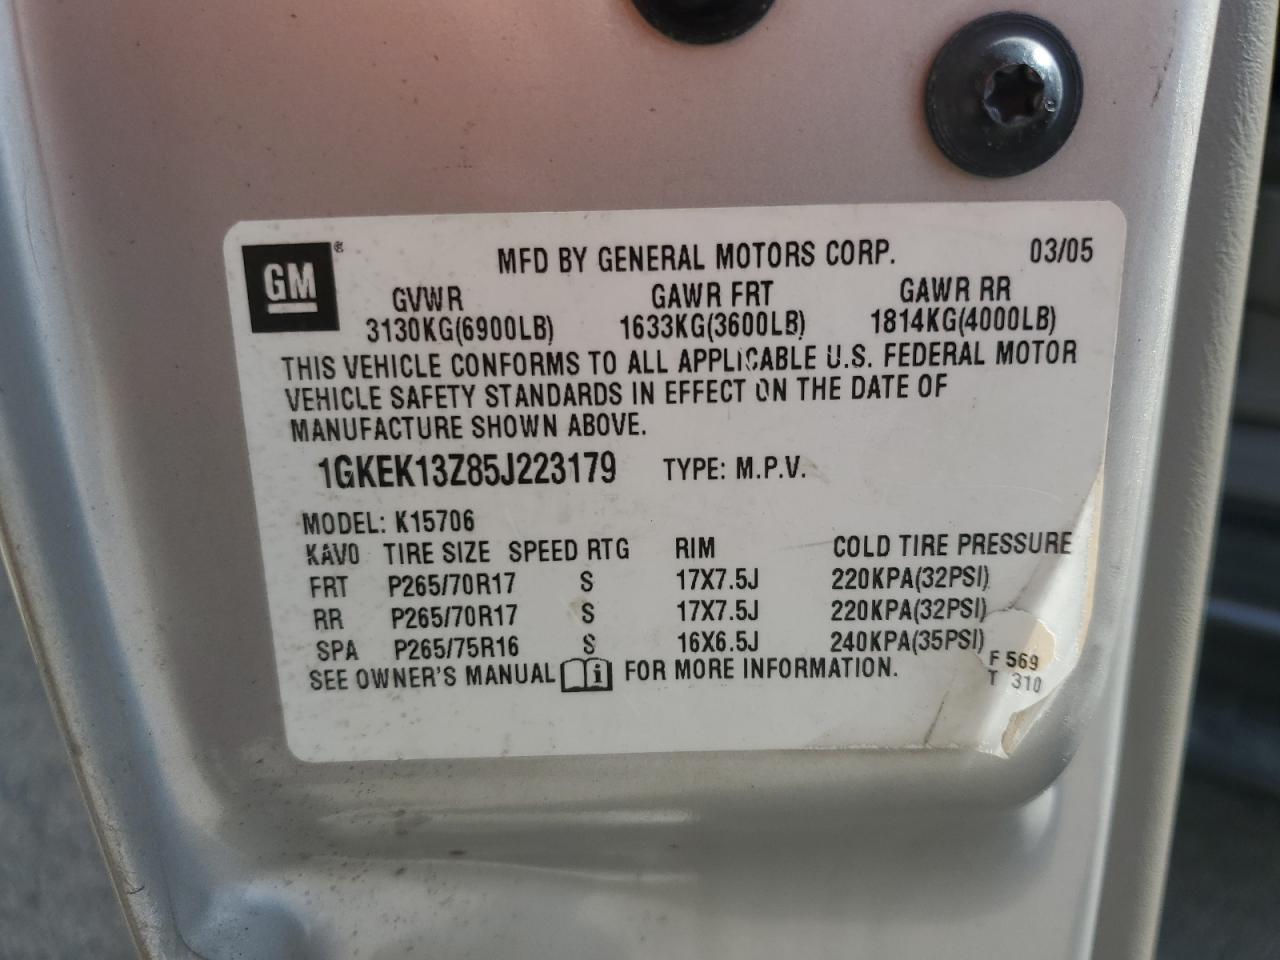 GM ®
MFD BY GENERAL MOTORS CORP. 03/05
GVWR GAWR FRT GAWR RR
3130KG(6900LB) 1633KG(3600LB) 1814KG(4000LB)
THIS VEHICLE CONFORMS TO ALL APPLICABLE U.S. FEDERAL MOTOR
VEHICLE SAFETY STANDARDS IN EFFECT ON THE DATE OF
MANUFACTURE SHOWN ABOVE.
1GKEK13Z85J223179 TYPE: M.P.V.
MODEL: K15706
KAVO TIRE SIZE SPEED RTG RIM COLD TIRE PRESSURE
FRT P265/70R17 S 17X7.5J 220KPA(32PSI)
RR P265/70R17 S 17X7.5J 220KPA(32PSI)
SPA P265/75R16 S 16X6.5J 240KPA(35PSI)
SEE OWNER'S MANUAL i FOR MORE INFORMATION.
F 569
T 310